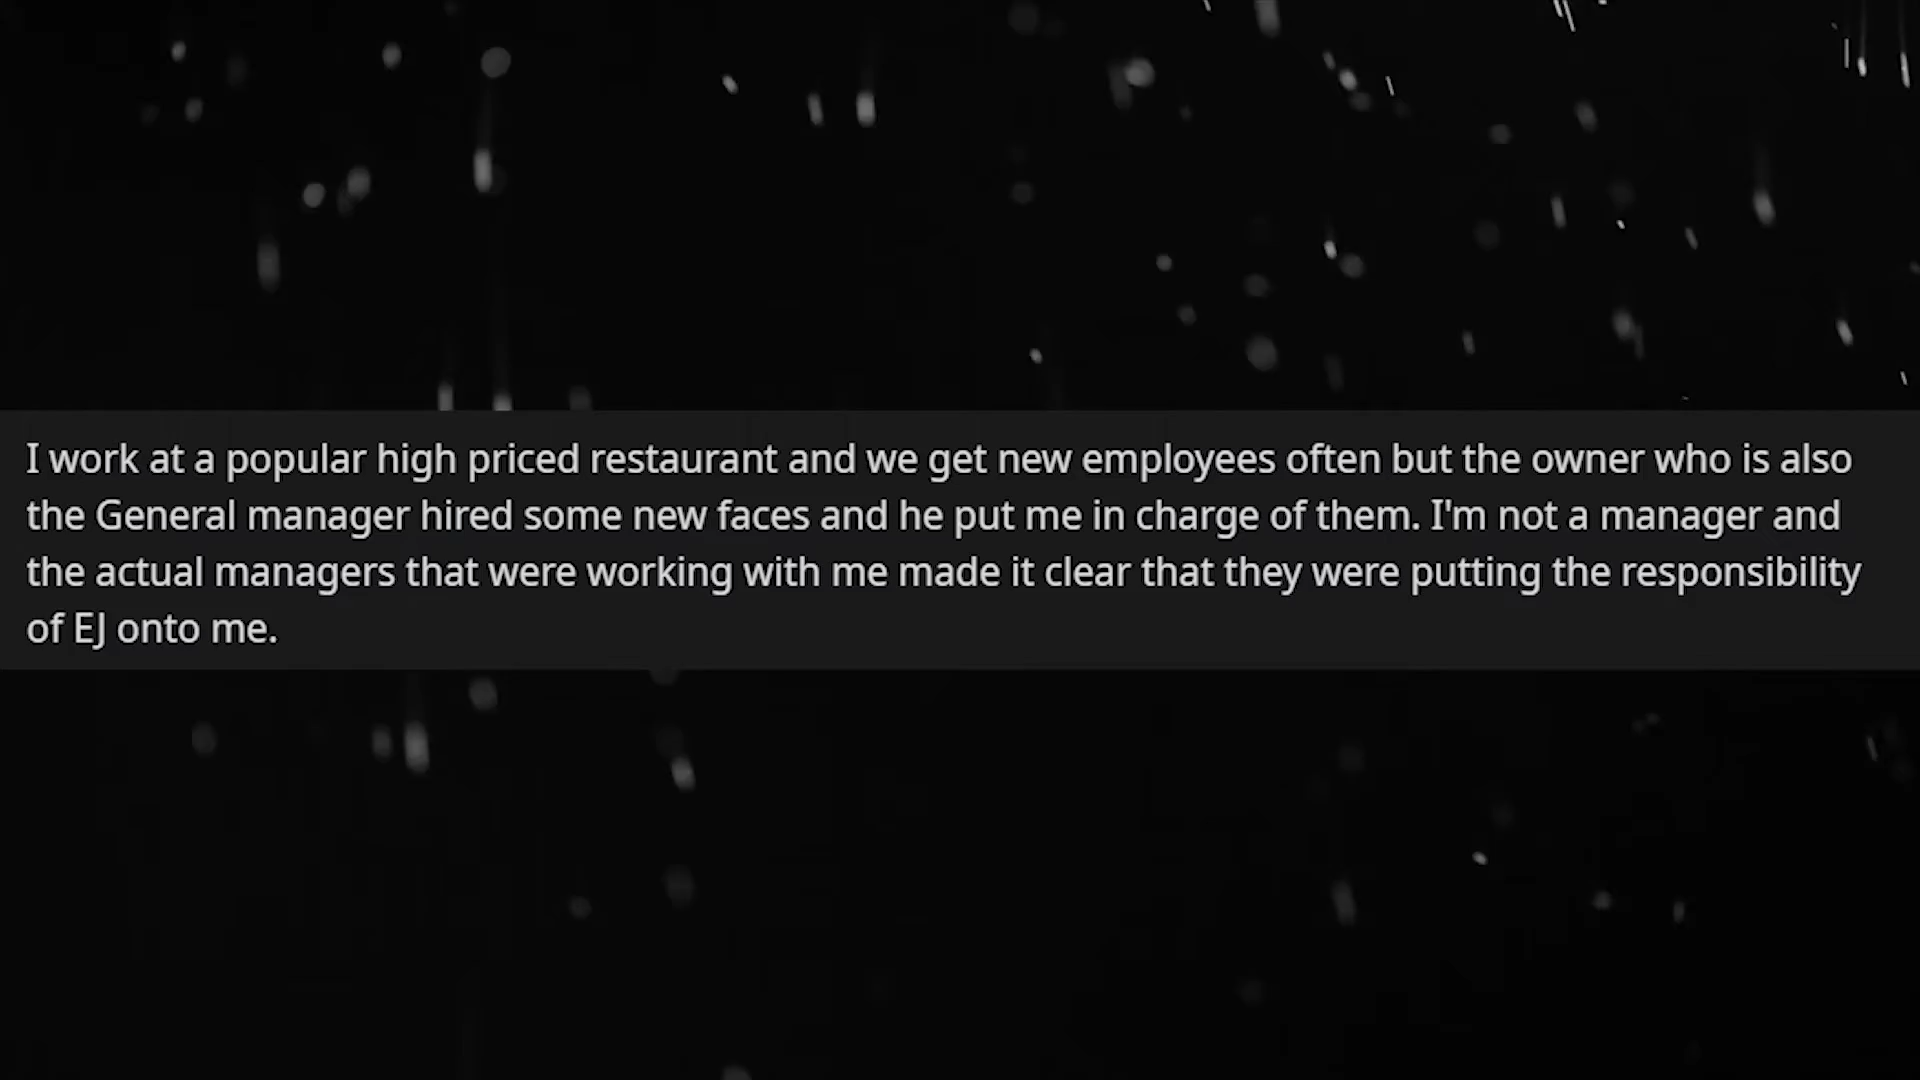 I work at a popular high priced restaurant and we get new employees often but the owner who is also
the General manager hired some new faces and he put me in charge of them. I'm not a manager and
the actual managers that were working with me made it clear that they were putting the responsibility
of EJ onto me.